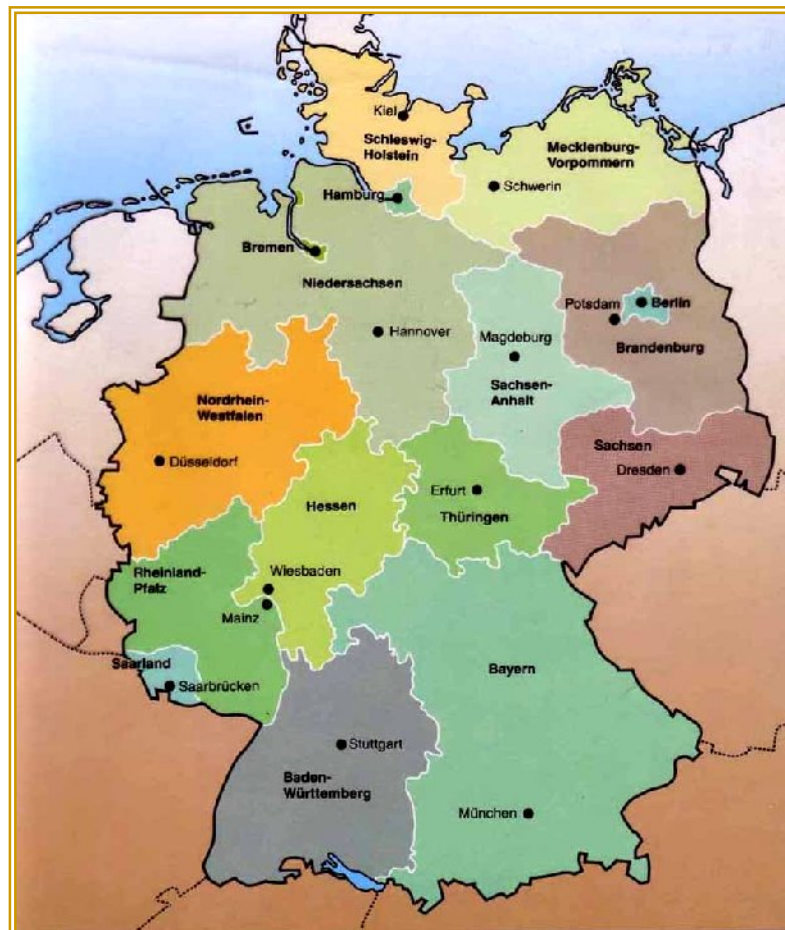 Kiel
Schleswig-
Holstein
Mecklenburg-
Vorpommern
Schwerin
Hamburg
Bremen
Niedersachsen
Hannover
Potsdam
Berlin
Brandenburg
Magdeburg
Sachsen-
Anhalt
Nordrhein-
Westfalen
Düsseldorf
Sachsen
Dresden
Hessen
Erfurt
Thüringen
Rheinland-
Pfalz
Wiesbaden
Mainz
Saarland
Saarbrücken
Bayern
Stuttgart
Baden-
Württemberg
München